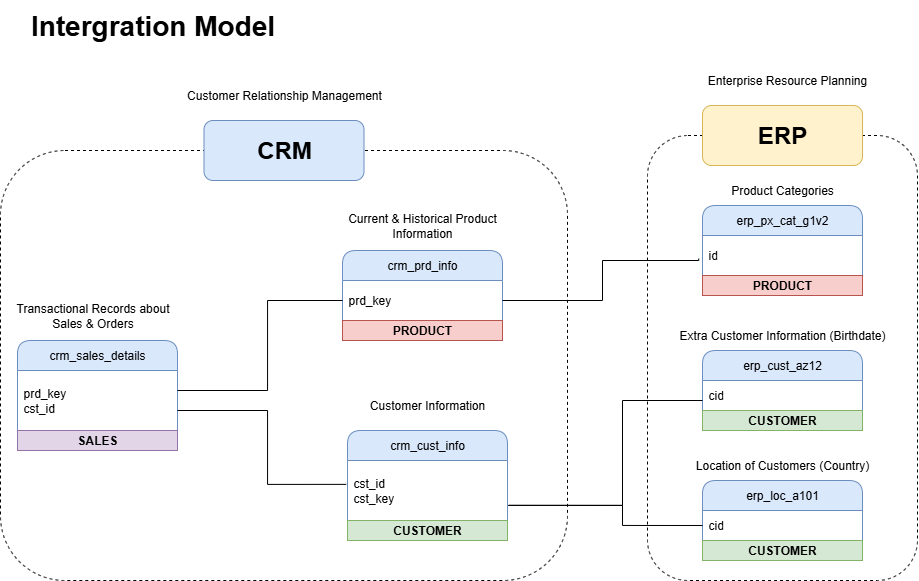 Intergration Model
Customer Relationship Management
CRM
Enterprise Resource Planning
ERP
Transactional Records about
Sales & Orders
crm_sales_details
prd_key
cst_id
SALES
Current & Historical Product
Information
crm_prd_info
prd_key
PRODUCT
Customer Information
crm_cust_info
cst_id
cst_key
CUSTOMER
Product Categories
erp_px_cat_g1v2
id
PRODUCT
Extra Customer Information (Birthdate)
erp_cust_az12
cid
CUSTOMER
Location of Customers (Country)
erp_loc_a101
cid
CUSTOMER